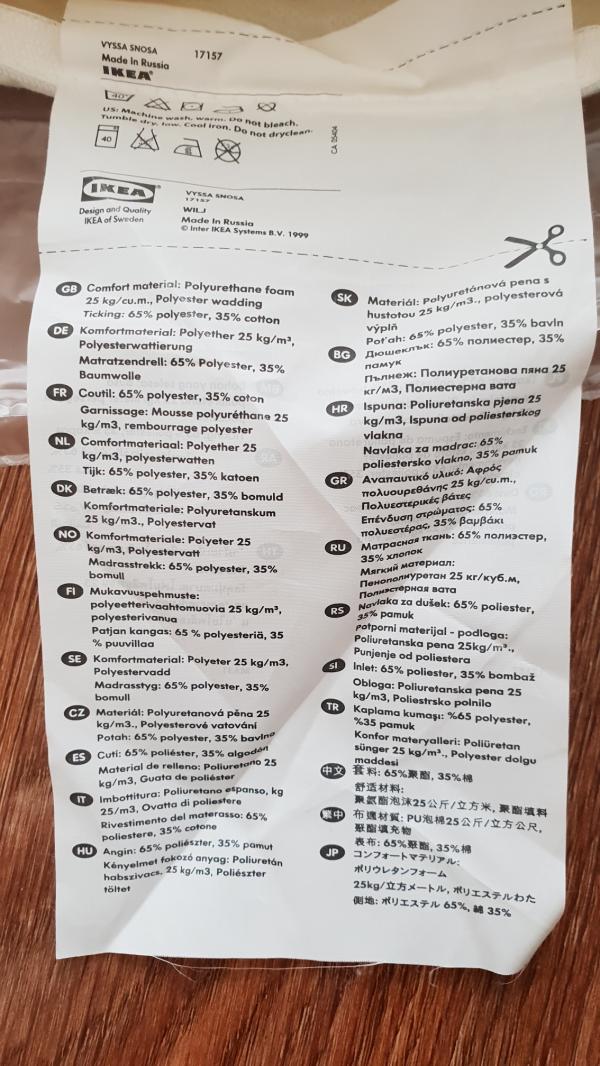 VYSSA SNOSA
17157
Made in Russia
IKEA®
40°
US: Machine wash, warm. Do not bleach.
Tumble dry, low. Cool iron. Do not dryclean.
40
CA 05404
IKEA®
Design and Quality
IKEA of Sweden
VYSSA SNOSA
17157
WILJ
Made In Russia
© Inter IKEA Systems B.V. 1999
GB Comfort material: Polyurethane foam
25 kg/cu.m., Polyester wadding
Ticking: 65% polyester, 35% cotton
DE Komfortmaterial: Polyether 25 kg/m³,
Polyesterwattierung
Matratzendrell: 65% Polyester, 35%
Baumwolle
FR Coutil: 65% polyester, 35% coton
Garnissage: Mousse polyuréthane 25
kg/m3, rembourrage polyester
NL Comfortmateriaal: Polyether 25
kg/m³, polyesterwatten
Tijk: 65% polyester, 35% katoen
DK Betræk: 65% polyester, 35% bomuld
Komfortmateriale: Polyuretanskum
25 kg/m3., Polyestervat
NO Komfortmateriale: Polyeter 25
kg/m3, Polyestervatt
Madrasstrekk: 65% polyester, 35%
bomull
FI Mukavuuspehmuste:
polyeetterivaahtomuovia 25 kg/m³,
polyesterivanua
Patjan kangas: 65 % polyesteriä, 35
% puuvillaa
SE Komfortmaterial: Polyeter 25 kg/m3,
Polyestervadd
Madrasstyg: 65% polyester, 35%
bomull
CZ Materiál: Polyuretanová pěna 25
kg/m3., Polyesterové vatování
Potah: 65% polyester, 35% bavlna
ES Cuti: 65% poliéster, 35% algodón
Material de relleno: Poliuretano 25
kg/m3, Guata de poliéster
IT Imbottitura: Poliuretano espanso, kg
25/m3, Ovatta di poliestere
Rivestimento del materasso: 65%
poliestere, 35% cotone
HU Angin: 65% poliészter, 35% pamut
Kényelmet fokozó anyag: Poliuretán
habszivacs, 25 kg/m3, Poliészter
töltet
SK Materiál: Polyuretánová pena s
hustotou 25 kg/m3., polyesterová
výplň
Poťah: 65% polyester, 35% bavln
BG Дюшеклък: 65% полиестер, 35%
памук
Пълнеж: Полиуретанова пяна 25
кг/м3, Полиестерна вата
HR Ispuna: Poliuretanska pjena 25
kg/m3, Ispuna od poliesterskog
vlakna
Navlaka za madrac: 65%
poliestersko vlakno, 35% pamuk
GR Αναπαυτικό υλικό: Αφρός
πολυουρεθάνης 25 kg/cu.m.,
Πολυεστερικές βάτες
Επένδυση στρώματος: 65%
πολυεστέρας, 35% βαμβάκι
RU Матрасная ткань: 65% полиэстер,
35% хлопок
Мягкий материал:
Пенополиуретан 25 кг/куб.м,
Полиэстерная вата
RS Navlaka za dušek: 65% poliester,
35% pamuk
Potporni materijal - podloga:
Poliuretanska pena 25kg/m³.,
Punjenje od poliestera
SI Inlet: 65% poliester, 35% bombaž
Obloga: Poliuretanska pena 25
kg/m3, Poliestrsko polnilo
TR Kaplama kumaşı: %65 polyester,
%35 pamuk
Konfor materyalleri: Poliüretan
sünger 25 kg/m³., Polyester dolgu
maddesi
中文 套料: 65%聚酯, 35%棉
舒适材料:
聚氨酯泡沫25公斤/立方米, 聚酯填料
繁中 布適材質: PU泡棉25公斤/立方公尺,
聚酯填充物
表布: 65%聚酯, 35%棉
JP コンフォートマテリアル:
ポリウレタンフォーム
25kg/立方メートル, ポリエステルわた
側地: ポリエステル 65%, 綿 35%